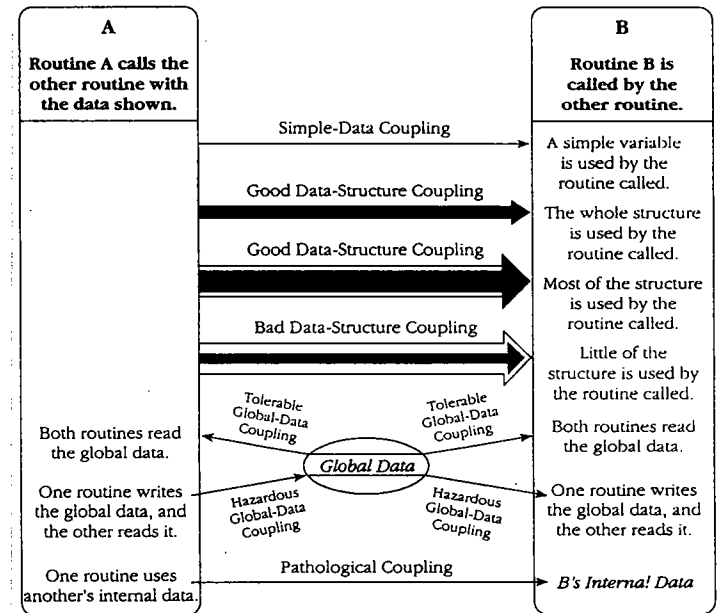 A
Routine A calls the
other routine with
the data shown.
B
Routine B is
called by the
other routine.
Simple-Data Coupling
A simple variable
is used by the
routine called.
Good Data-Structure Coupling
The whole structure
is used by the
routine called.
Good Data-Structure Coupling
Most of the structure
is used by the
routine called.
Bad Data-Structure Coupling
Little of the
structure is used by
the routine called.
Both routines read
the global data.
Tolerable
Global-Data
Coupling
Global Data
Tolerable
Global-Data
Coupling
Both routines read
the global data.
One routine writes
the global data, and
the other reads it.
Hazardous
Global-Data
Coupling
Hazardous
Global-Data
Coupling
One routine writes
the global data, and
the other reads it.
One routine uses
another's internal data.
Pathological Coupling
B's Internal Data